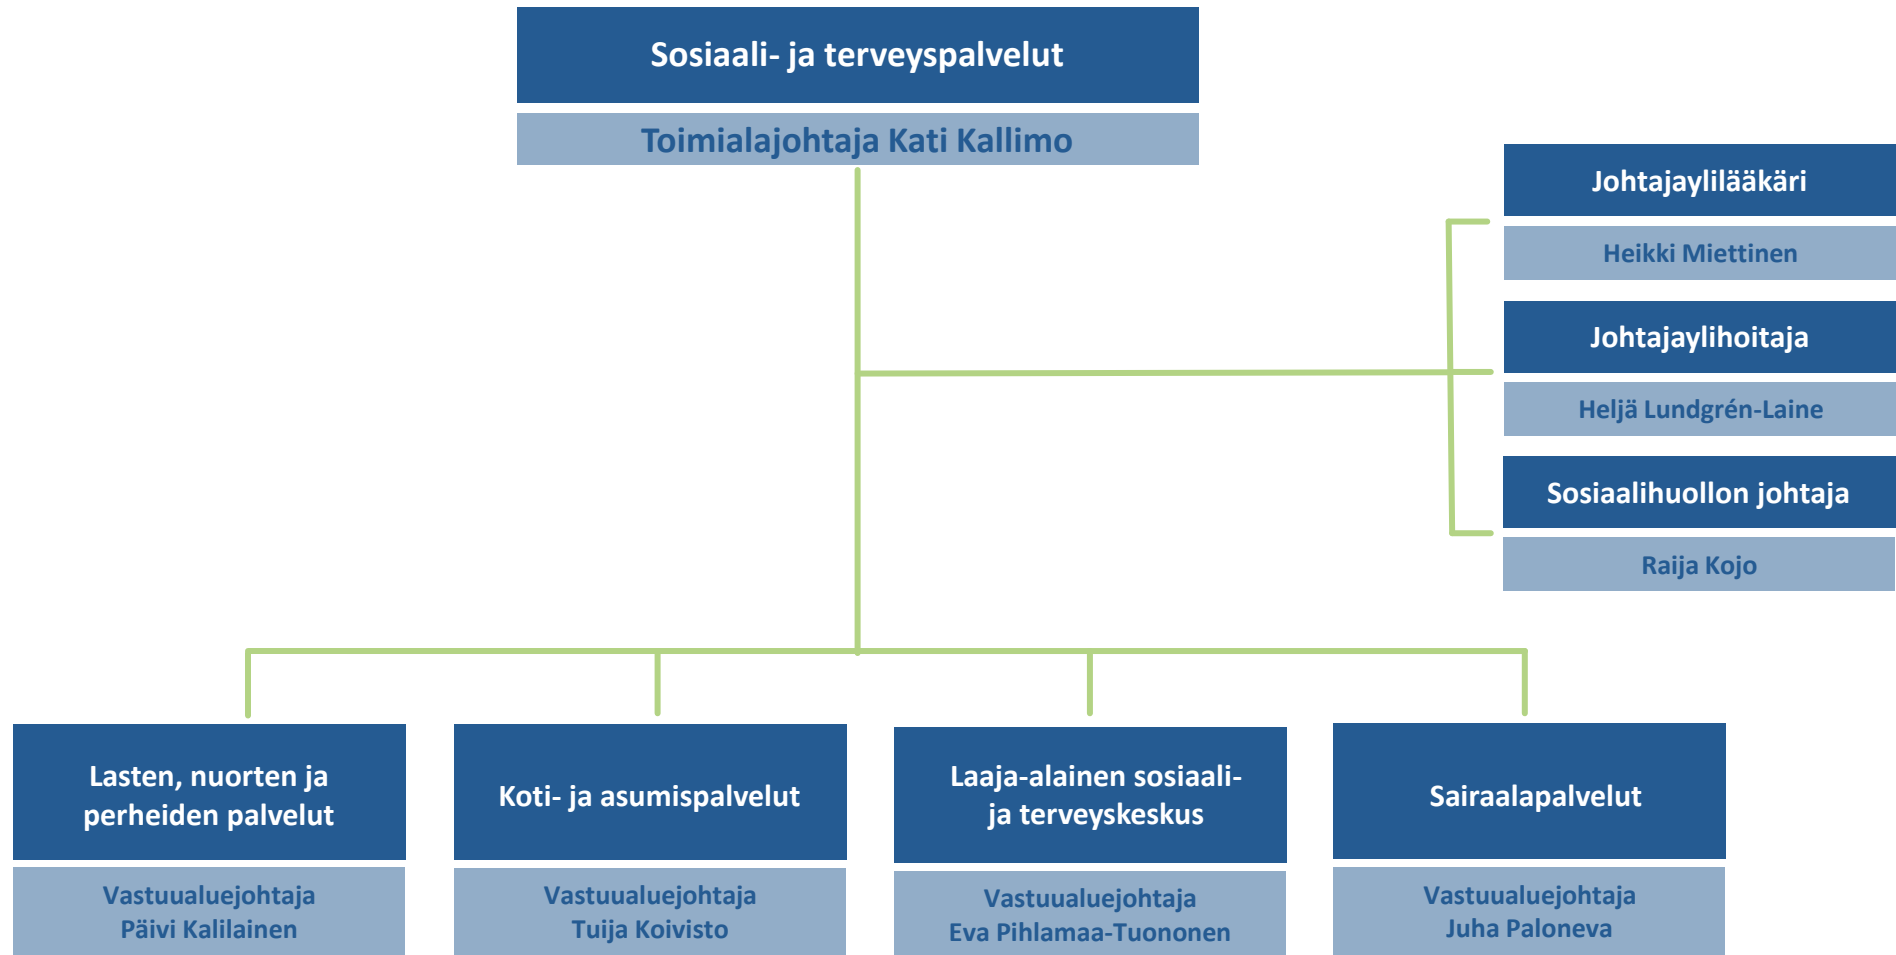 Sosiaali- ja terveyspalvelut
Toimialajohtaja Kati Kallimo
Johtajaylilääkäri
Heikki Miettinen
Johtajaylihoitaja
Heljä Lundgrén-Laine
Sosiaalihuollon johtaja
Raija Kojo
Lasten, nuorten ja
perheiden palvelut
Vastuualuejohtaja
Päivi Kalilainen
Koti- ja asumispalvelut
Vastuualuejohtaja
Tuija Koivisto
Laaja-alainen sosiaali-
ja terveyskeskus
Vastuualuejohtaja
Eva Pihlamaa-Tuononen
Sairaalapalvelut
Vastuualuejohtaja
Juha Paloneva